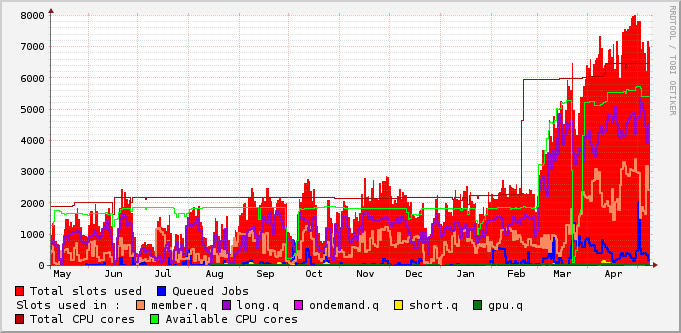 8000
7000
6000
5000
4000
3000
2000
1000
0
May Jun Jul Aug Sep Oct Nov Dec Jan Feb Mar Apr
RRDTOOL / TOBI OETIKER
Total slots used Queued Jobs
Slots used in : member.q long.q ondemand.q short.q gpu.q
Total CPU cores Available CPU cores